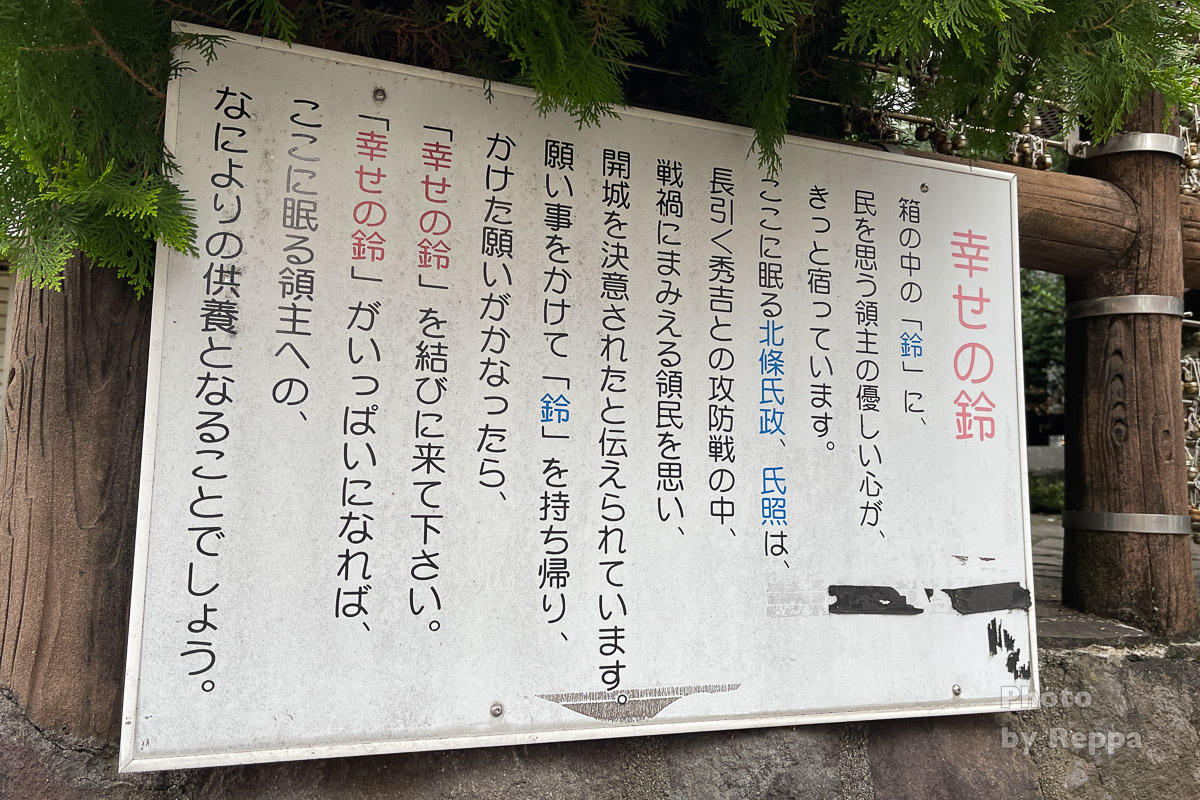 幸せの鈴
箱の中の「鈴」に、
民を思う領主の優しい心が、
きっと宿っています。
ここに眠る北條氏政、氏照は、
長引く秀吉との攻防戦の中、
戦禍にまみえる領民を思い、
開城を決意されたと伝えられています。
願い事をかけて「鈴」を持ち帰り、
かけた願いがかなったら、
「幸せの鈴」を結びに来て下さい。
「幸せの鈴」がいっぱいになれば、
ここに眠る領主への、
なによりの供養となることでしょう。
Photo
by Reppa